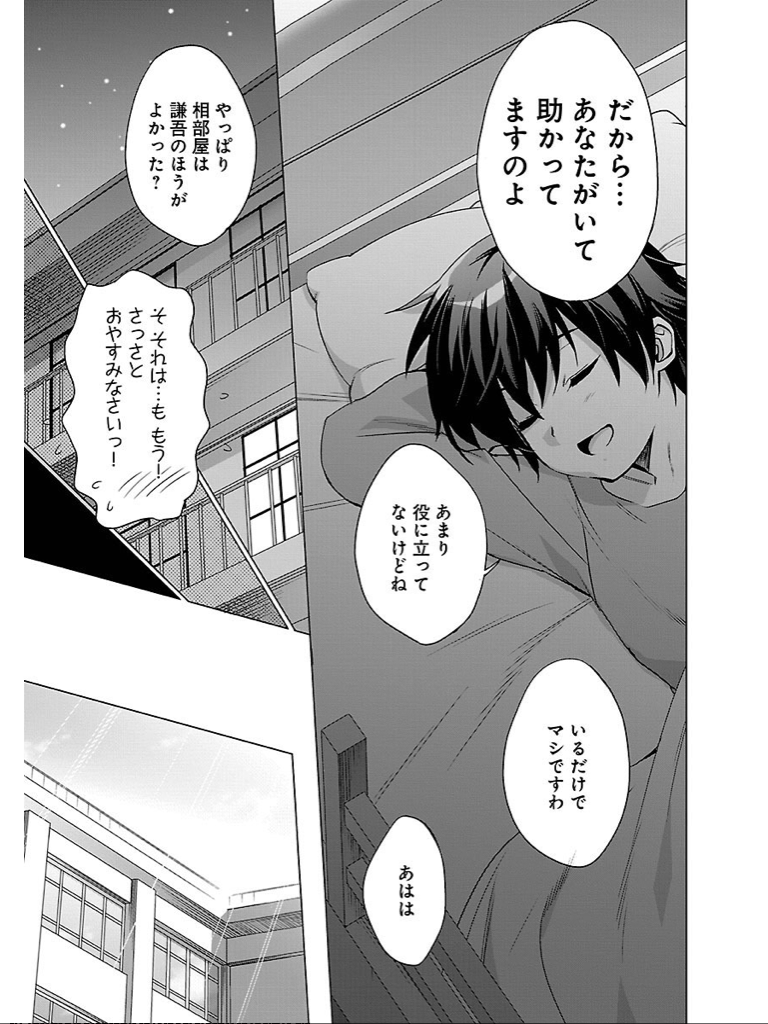 だから…
あなたがいて
助かって
ますのよ
あまり
役に立って
ないけどね
いるだけで
マシですわ
あはは
やっぱり
相部屋は
謙吾のほうが
よかった？
そ それは…も もう！
さっさと
おやすみなさいっ！